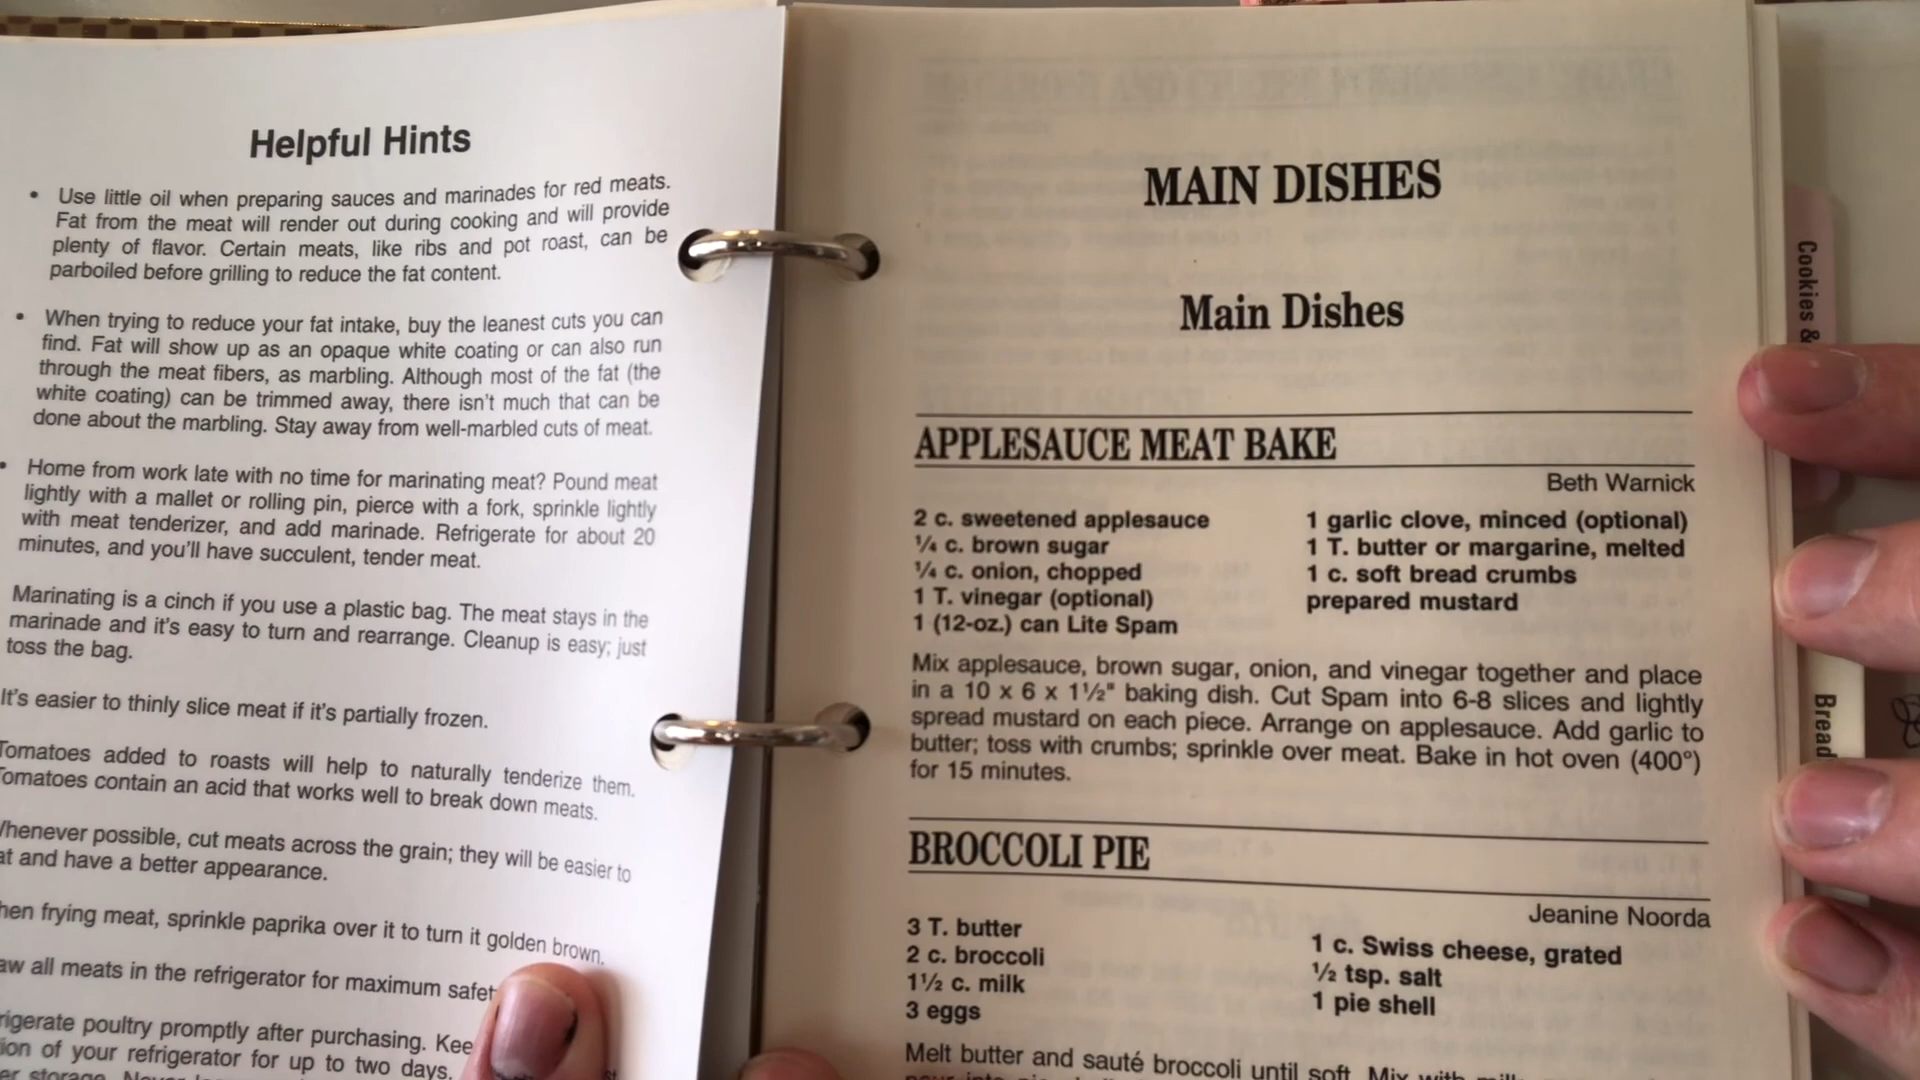 Helpful Hints
• Use little oil when preparing sauces and marinades for red meats.
Fat from the meat will render out during cooking and will provide
plenty of flavor. Certain meats, like ribs and pot roast, can be
parboiled before grilling to reduce the fat content.
• When trying to reduce your fat intake, buy the leanest cuts you can
find. Fat will show up as an opaque white coating or can also run
through the meat fibers, as marbling. Although most of the fat (the
white coating) can be trimmed away, there isn't much that can be
done about the marbling. Stay away from well-marbled cuts of meat.
• Home from work late with no time for marinating meat? Pound meat
lightly with a mallet or rolling pin, pierce with a fork, sprinkle lightly
with meat tenderizer, and add marinade. Refrigerate for about 20
minutes, and you'll have succulent, tender meat.
Marinating is a cinch if you use a plastic bag. The meat stays in the
marinade and it's easy to turn and rearrange. Cleanup is easy; just
toss the bag.
It's easier to thinly slice meat if it's partially frozen.
Tomatoes added to roasts will help to naturally tenderize them.
Tomatoes contain an acid that works well to break down meats.
Whenever possible, cut meats across the grain; they will be easier to
and have a better appearance.
frying meat, sprinkle paprika over it to turn it golden brown.
all meats in the refrigerator for maximum
poultry promptly after purchasing.
of your refrigerator for up to two days.
storage.
MAIN DISHES
Main Dishes
APPLESAUCE MEAT BAKE
Beth Warnick
2 c. sweetened applesauce
¼ c. brown sugar
¼ c. onion, chopped
1 T. vinegar (optional)
1 (12-oz.) can Lite Spam
1 garlic clove, minced (optional)
1 T. butter or margarine, melted
1 c. soft bread crumbs
prepared mustard
Mix applesauce, brown sugar, onion, and vinegar together and place
in a 10 x 6 x 1½" baking dish. Cut Spam into 6-8 slices and lightly
spread mustard on each piece. Arrange on applesauce. Add garlic to
butter; toss with crumbs; sprinkle over meat. Bake in hot oven (400°)
for 15 minutes.
BROCCOLI PIE
Jeanine Noorda
3 T. butter
2 c. broccoli
1½ c. milk
3 eggs
1 c. Swiss cheese, grated
½ tsp. salt
1 pie shell
Melt butter and sauté broccoli until soft. Mix with
Cookies &
Bread